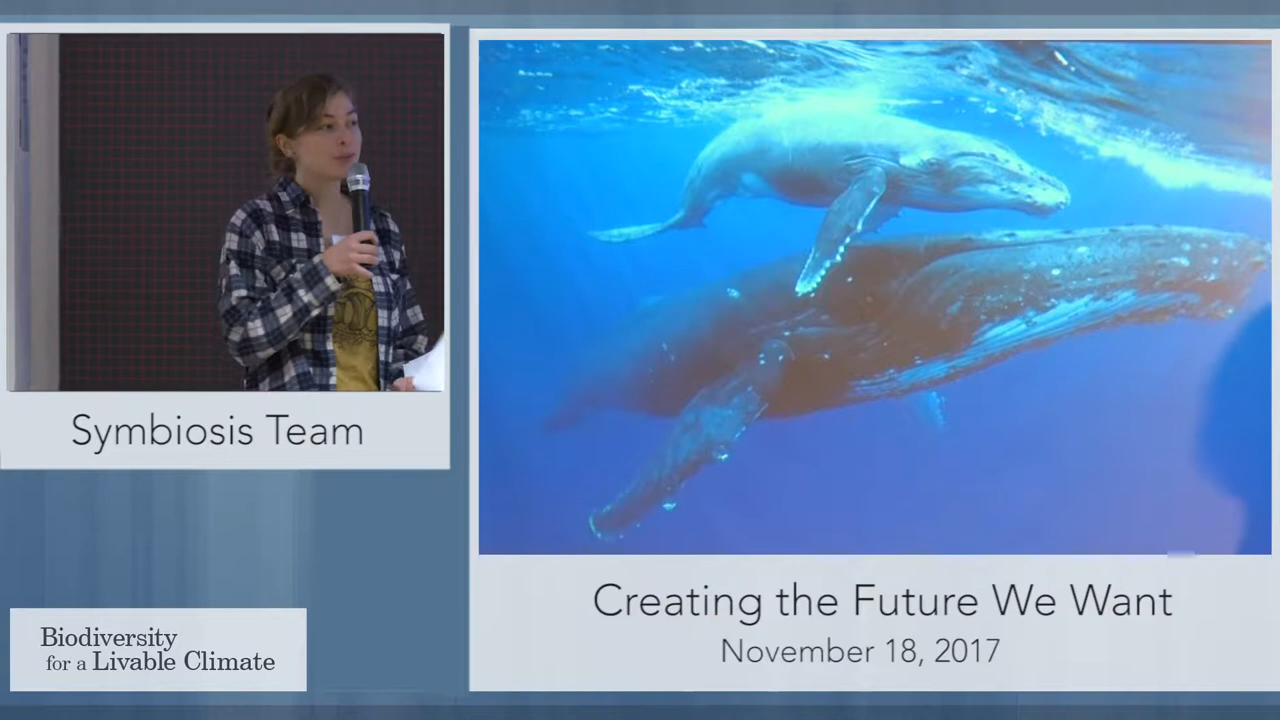 Symbiosis Team
Creating the Future We Want
November 18, 2017
Biodiversity
for a Livable Climate